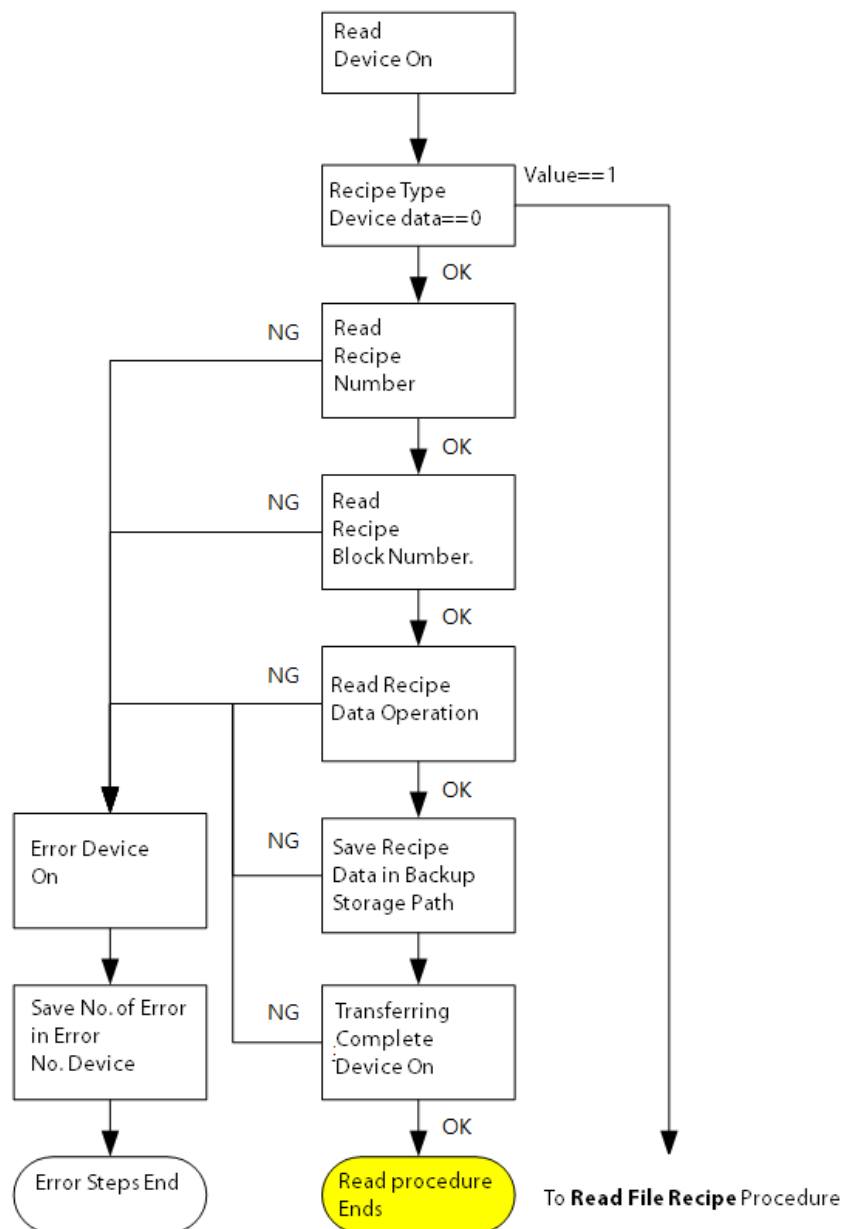 Read
Device On
Value==1
Recipe Type
Device data==0
OK
NG
Read
Recipe
Number
OK
NG
Read
Recipe
Block Number.
OK
NG
Read Recipe
Data Operation
OK
Error Device
On
NG
Save Recipe
Data in Backup
Storage Path
Save No. of Error
in Error
No. Device
NG
Transferring
Complete
Device On
OK
Error Steps End
Read procedure
Ends
To Read File Recipe Procedure